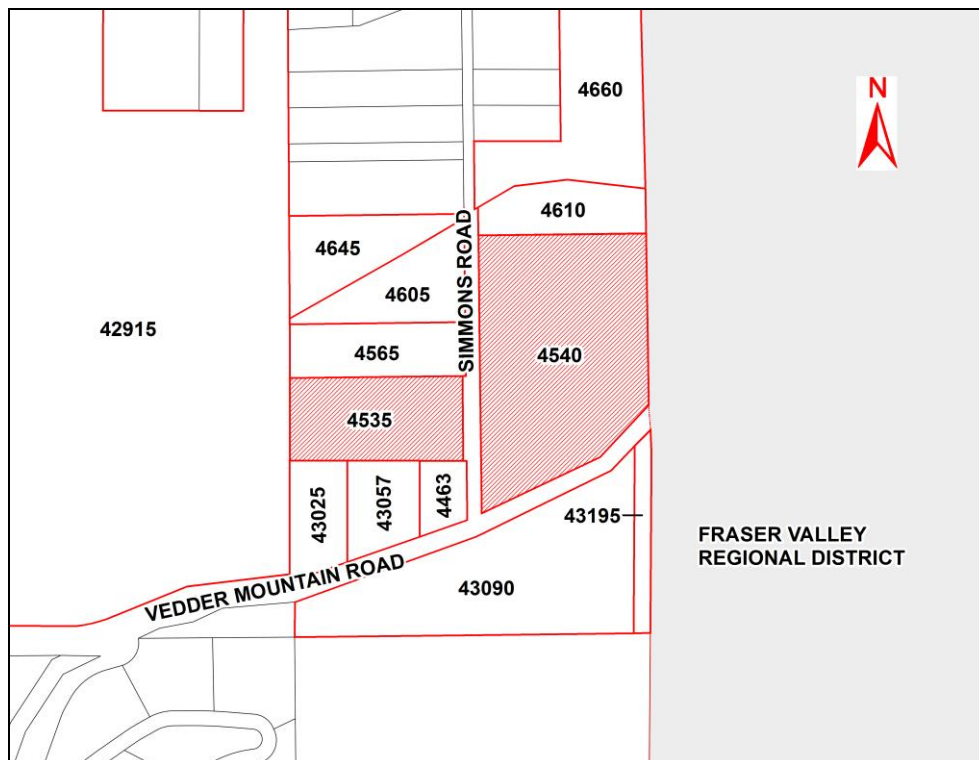 4660
N
4610
4645
SIMMONS ROAD
4605
42915
4565
4540
4535
43025
43057
4463
43195
FRASER VALLEY
REGIONAL DISTRICT
VEDDER MOUNTAIN ROAD
43090